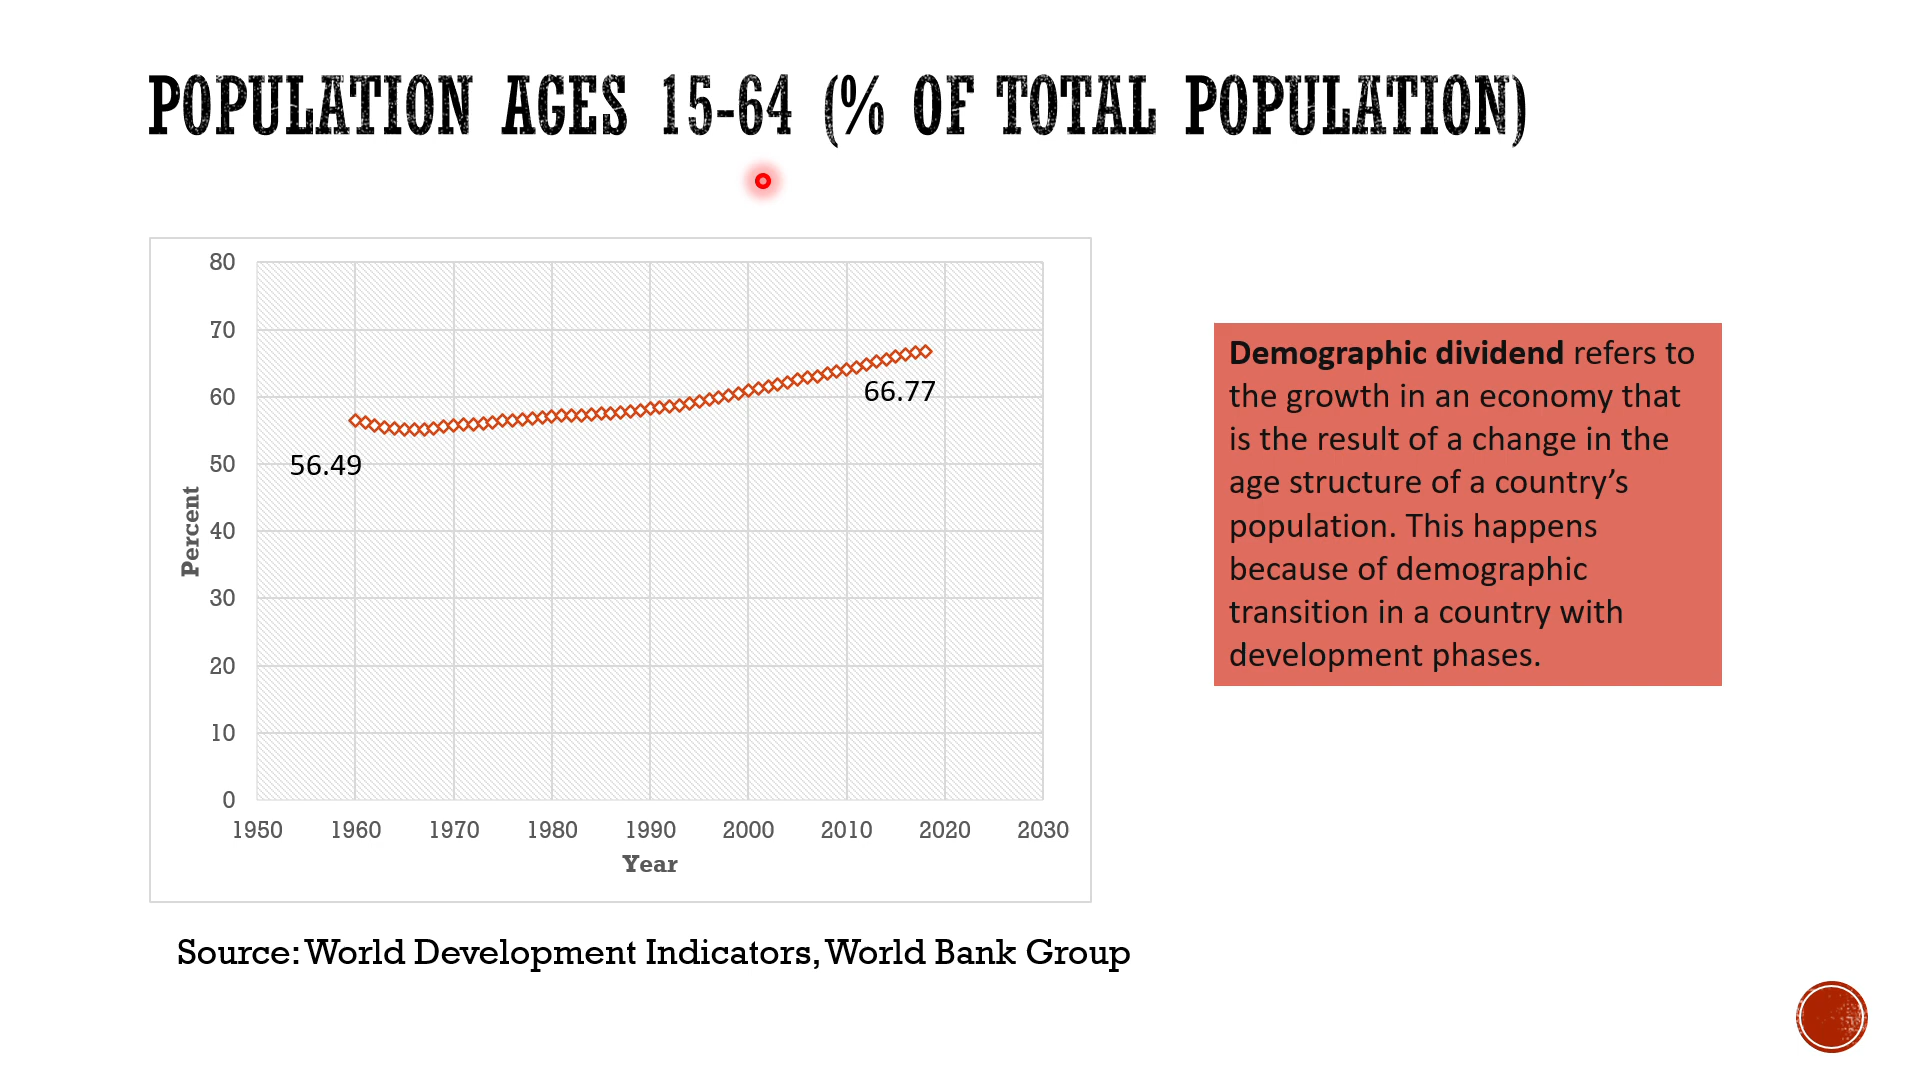 POPULATION AGES 15-64 (% OF TOTAL POPULATION)
80
70
60
50
40
30
20
10
0
Percent
56.49
66.77
1950 1960 1970 1980 1990 2000 2010 2020 2030
Year
Demographic dividend refers to
the growth in an economy that
is the result of a change in the
age structure of a country’s
population. This happens
because of demographic
transition in a country with
development phases.
Source: World Development Indicators, World Bank Group